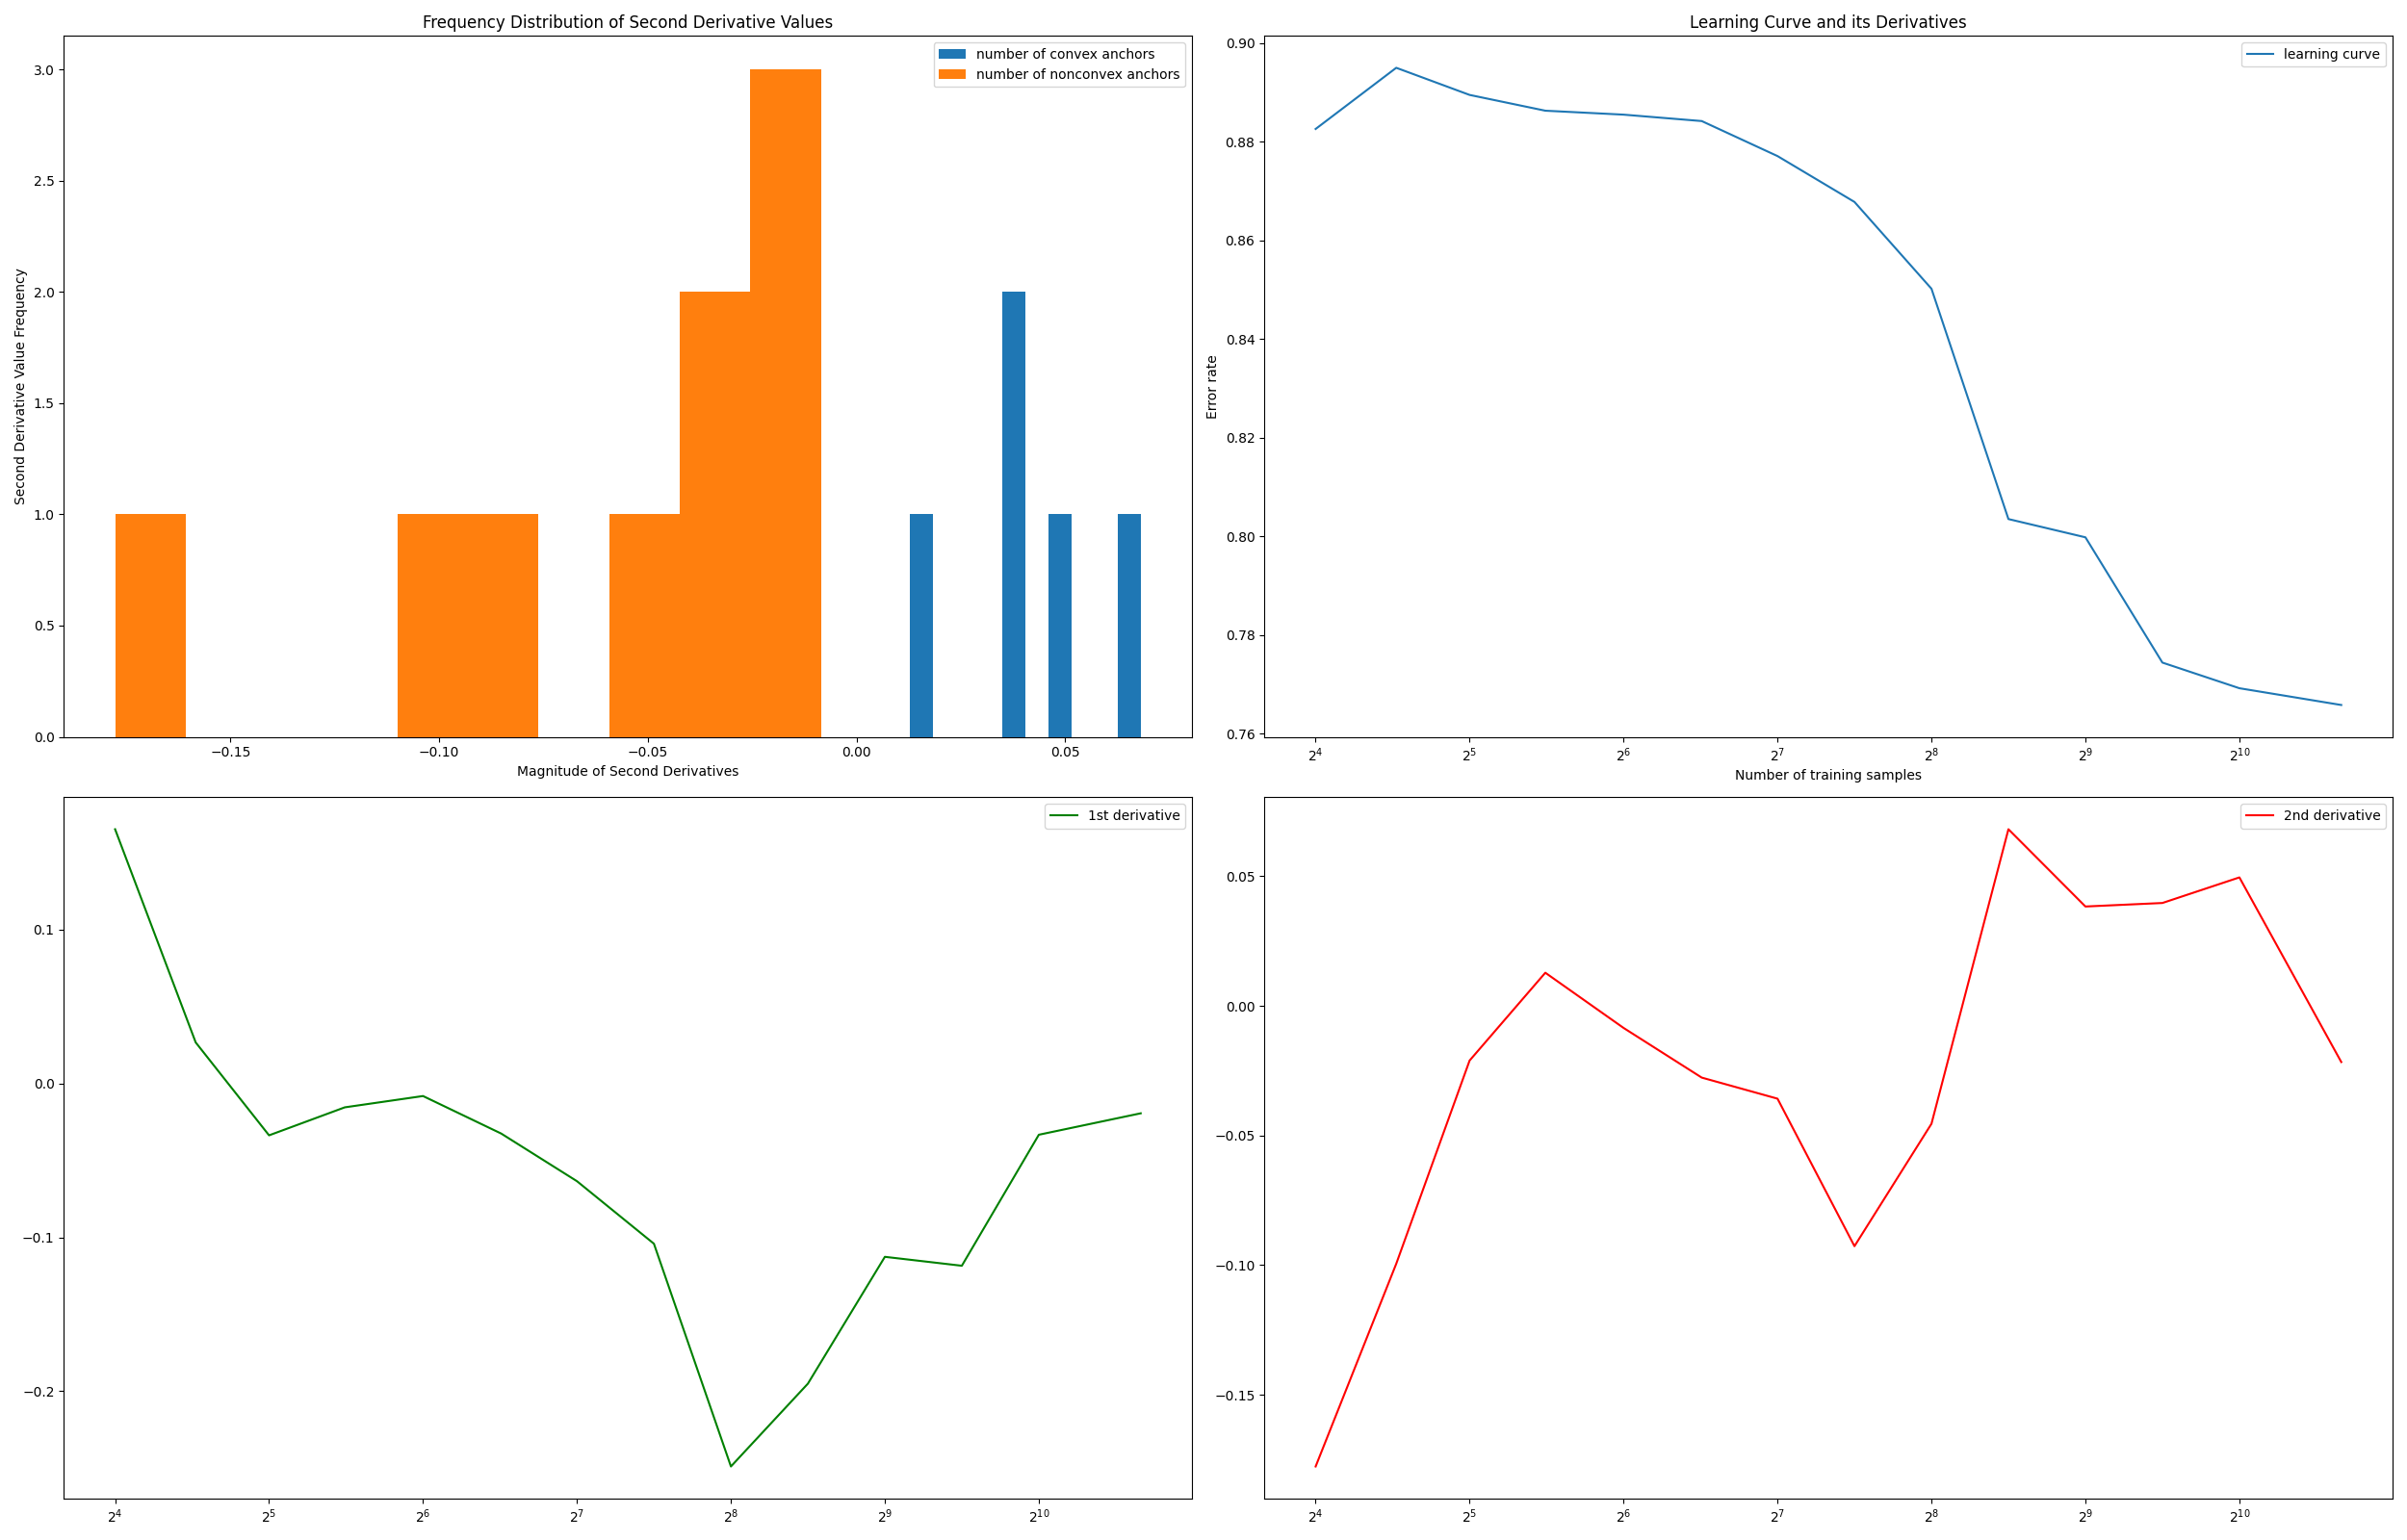 Frequency Distribution of Second Derivative Values
number of convex anchors
number of nonconvex anchors
Second Derivative Value Frequency
3.0
2.5
2.0
1.5
1.0
0.5
0.0
−0.15 −0.10 −0.05 0.00 0.05
Magnitude of Second Derivatives
Learning Curve and its Derivatives
learning curve
Error rate
0.90
0.88
0.86
0.84
0.82
0.80
0.78
0.76
2⁴ 2⁵ 2⁶ 2⁷ 2⁸ 2⁹ 2¹⁰
Number of training samples
1st derivative
0.1
0.0
−0.1
−0.2
2⁴ 2⁵ 2⁶ 2⁷ 2⁸ 2⁹ 2¹⁰
2nd derivative
0.05
0.00
−0.05
−0.10
−0.15
2⁴ 2⁵ 2⁶ 2⁷ 2⁸ 2⁹ 2¹⁰